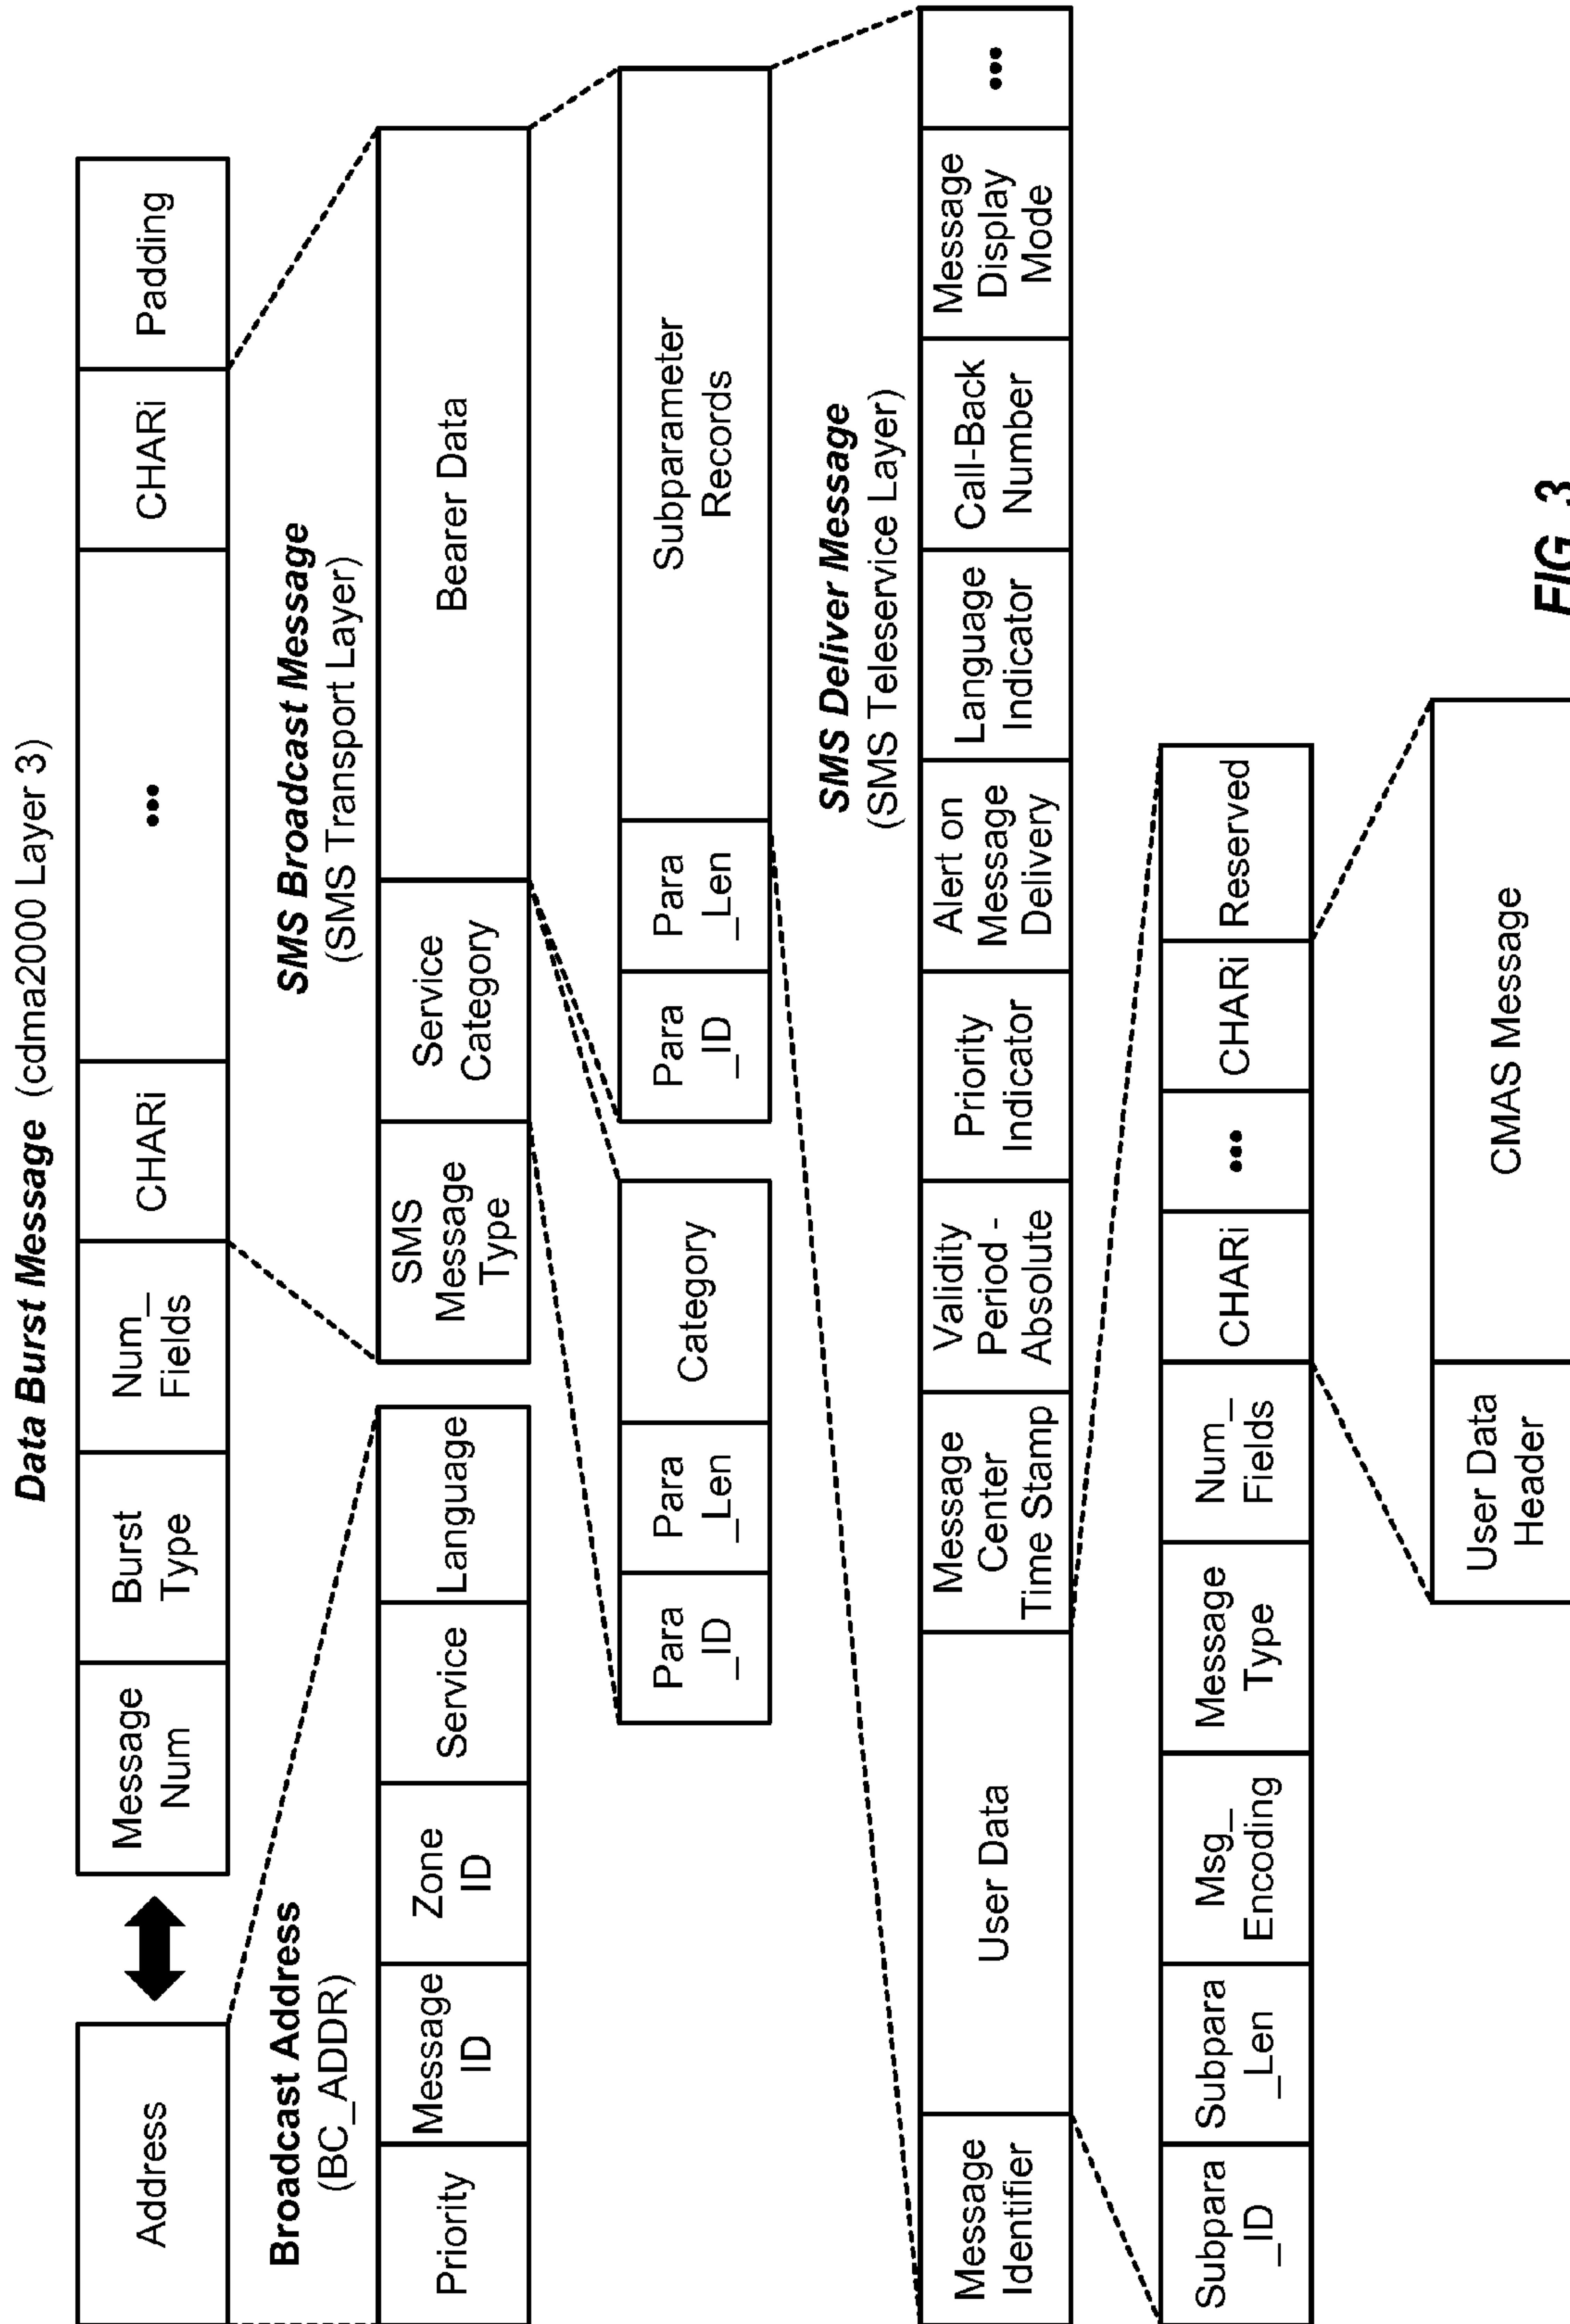 Data Burst Message (cdma2000 Layer 3)
Address
Message
Num
Burst
Type
Num_
Fields
CHARi
•••
CHARi
Padding
Broadcast Address
(BC_ADDR)
SMS Broadcast Message
(SMS Transport Layer)
Priority
Message
ID
Zone
ID
Service
Language
SMS
Message
Type
Service
Category
Bearer Data
Para
_ID
Para
_Len
Category
Para
_ID
Para
_Len
Subparameter
Records
SMS Deliver Message
(SMS Teleservice Layer)
Message
Identifier
User Data
Message
Center
Time Stamp
Validity
Period -
Absolute
Priority
Indicator
Alert on
Message
Delivery
Language
Indicator
Call-Back
Number
Message
Display
Mode
•••
Subpara
_ID
Subpara
_Len
Msg_
Encoding
Message
Type
Num_
Fields
CHARi
•••
CHARi
Reserved
User Data
Header
CMAS Message
FIG. 3